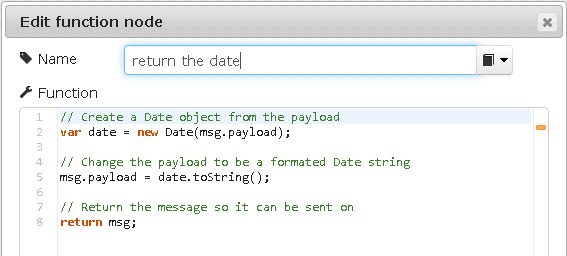 Edit function node
Name
return the date
Function
1 // Create a Date object from the payload
2 var date = new Date(msg.payload);
3
4 // Change the payload to be a formated Date string
5 msg.payload = date.toString();
6
7 // Return the message so it can be sent on
8 return msg;